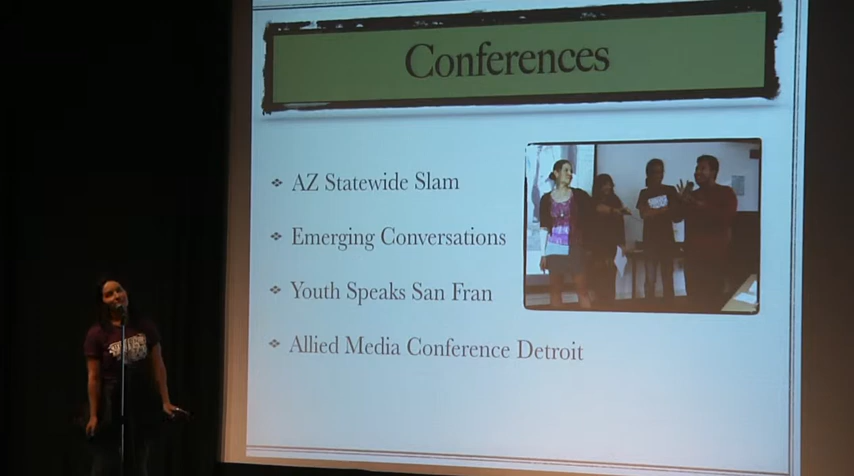 Conferences
AZ Statewide Slam
Emerging Conversations
Youth Speaks San Fran
Allied Media Conference Detroit